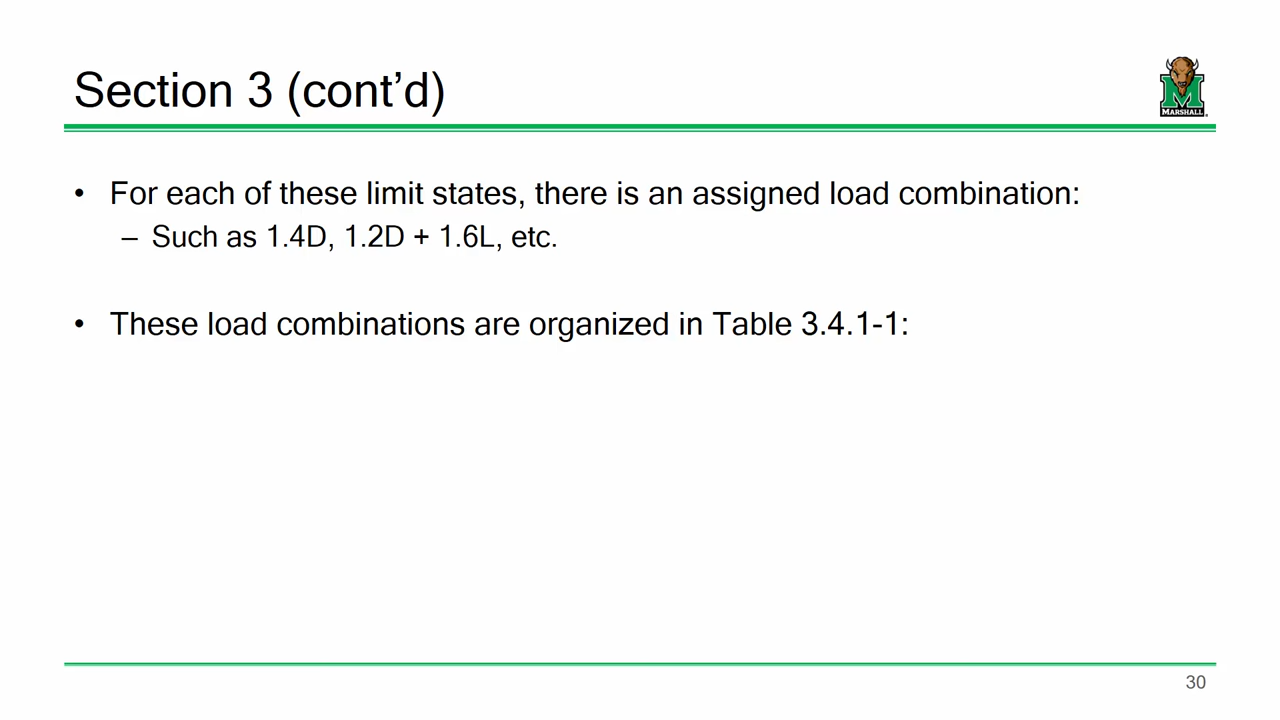 Section 3 (cont’d)
MARSHALL
• For each of these limit states, there is an assigned load combination:
– Such as 1.4D, 1.2D + 1.6L, etc.
• These load combinations are organized in Table 3.4.1-1:
30